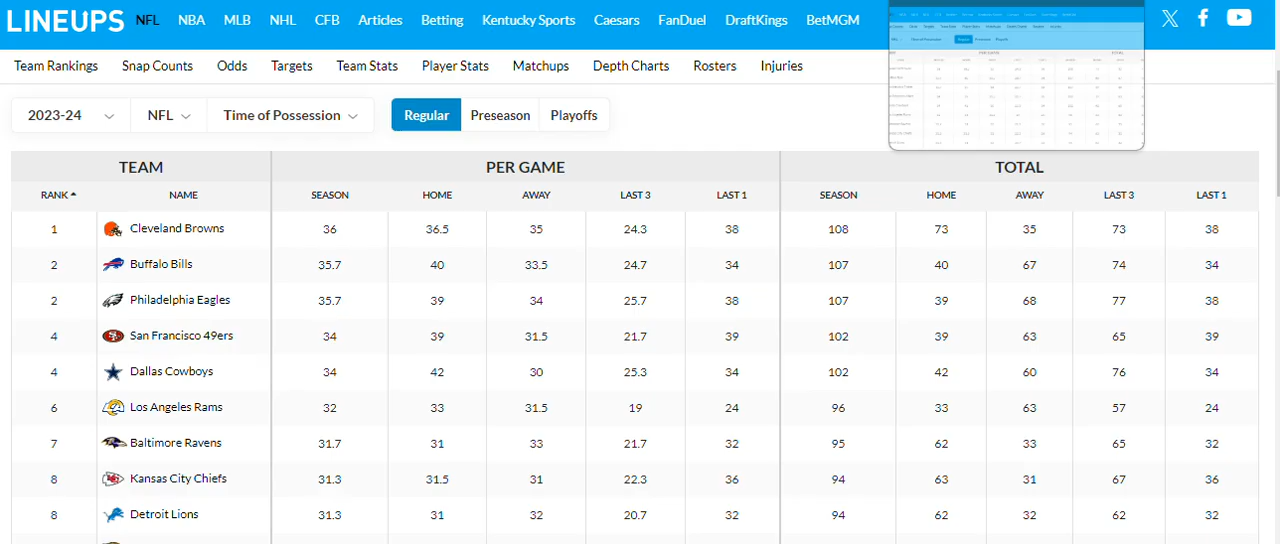 LINEUPS NFL NBA MLB NHL CFB Articles Betting Kentucky Sports Caesars FanDuel DraftKings BetMGM
Team Rankings Snap Counts Odds Targets Team Stats Player Stats Matchups Depth Charts Rosters Injuries
2023-24 NFL Time of Possession Regular Preseason Playoffs
TEAM PER GAME TOTAL
RANK NAME SEASON HOME AWAY LAST 3 LAST 1 SEASON HOME AWAY LAST 3 LAST 1
1 Cleveland Browns 36 36.5 35 24.3 38 108 73 35 73 38
2 Buffalo Bills 35.7 40 33.5 24.7 34 107 40 67 74 34
2 Philadelphia Eagles 35.7 39 34 25.7 38 107 39 68 77 38
4 San Francisco 49ers 34 39 31.5 21.7 39 102 39 63 65 39
4 Dallas Cowboys 34 42 30 25.3 34 102 42 60 76 34
6 Los Angeles Rams 32 33 31.5 19 24 96 33 63 57 24
7 Baltimore Ravens 31.7 31 33 21.7 32 95 62 33 65 32
8 Kansas City Chiefs 31.3 31.5 31 22.3 36 94 63 31 67 36
8 Detroit Lions 31.3 31 32 20.7 32 94 62 32 62 32